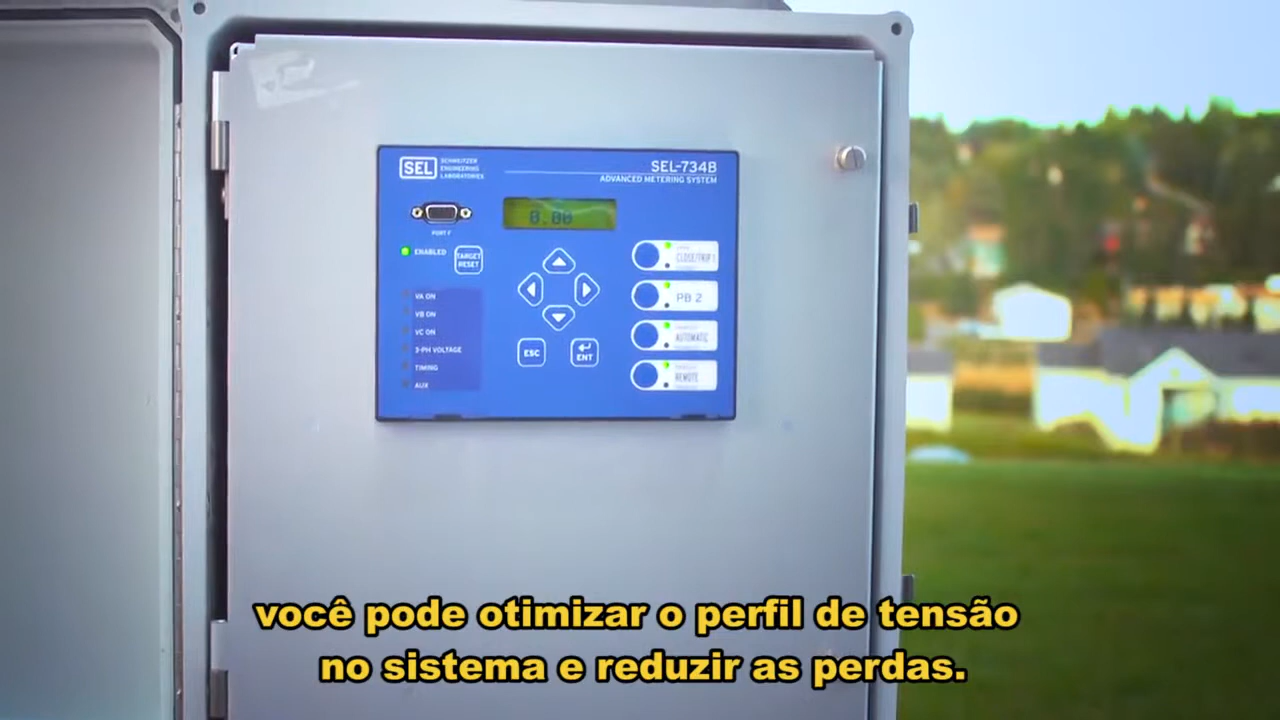 SEL
SCHWEITZER
ENGINEERING
LABORATORIES
SEL-734B
ADVANCED METERING SYSTEM
0.00
PORT F
ENABLED
TARGET
RESET
CLOSE/TRIP 1
PB 2
AUTOMATIC
REMOTE
VA ON
VB ON
VC ON
3-PH VOLTAGE
TIMING
AUX
ESC
ENT
você pode otimizar o perfil de tensão
no sistema e reduzir as perdas.